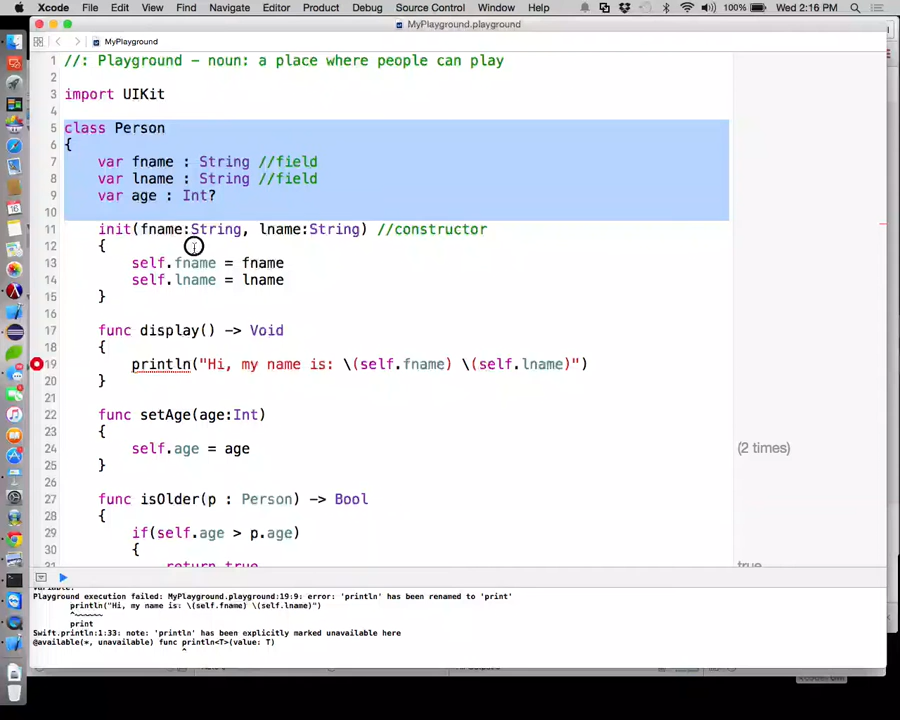 Xcode File Edit View Find Navigate Editor Product Debug Source Control Window Help 100% Wed 2:16 PM
MyPlayground.playground
MyPlayground
1 //: Playground - noun: a place where people can play
2
3 import UIKit
4
5 class Person
6 {
7 var fname : String //field
8 var lname : String //field
9 var age : Int?
10
11 init(fname:String, lname:String) //constructor
12 {
13 self.fname = fname
14 self.lname = lname
15 }
16
17 func display() -> Void
18 {
19 println("Hi, my name is: \(self.fname) \(self.lname)")
20 }
21
22 func setAge(age:Int)
23 {
24 self.age = age (2 times)
25 }
26
27 func isOlder(p : Person) -> Bool
28 {
29 if(self.age > p.age)
30 {
31 return true true
Playground execution failed: MyPlayground.playground:19:9: error: 'println' has been renamed to 'print'
println("Hi, my name is: \(self.fname) \(self.lname)")
^~~~~~~
print
Swift.println:1:33: note: 'println' has been explicitly marked unavailable here
@available(*, unavailable) func println<T>(value: T)
^